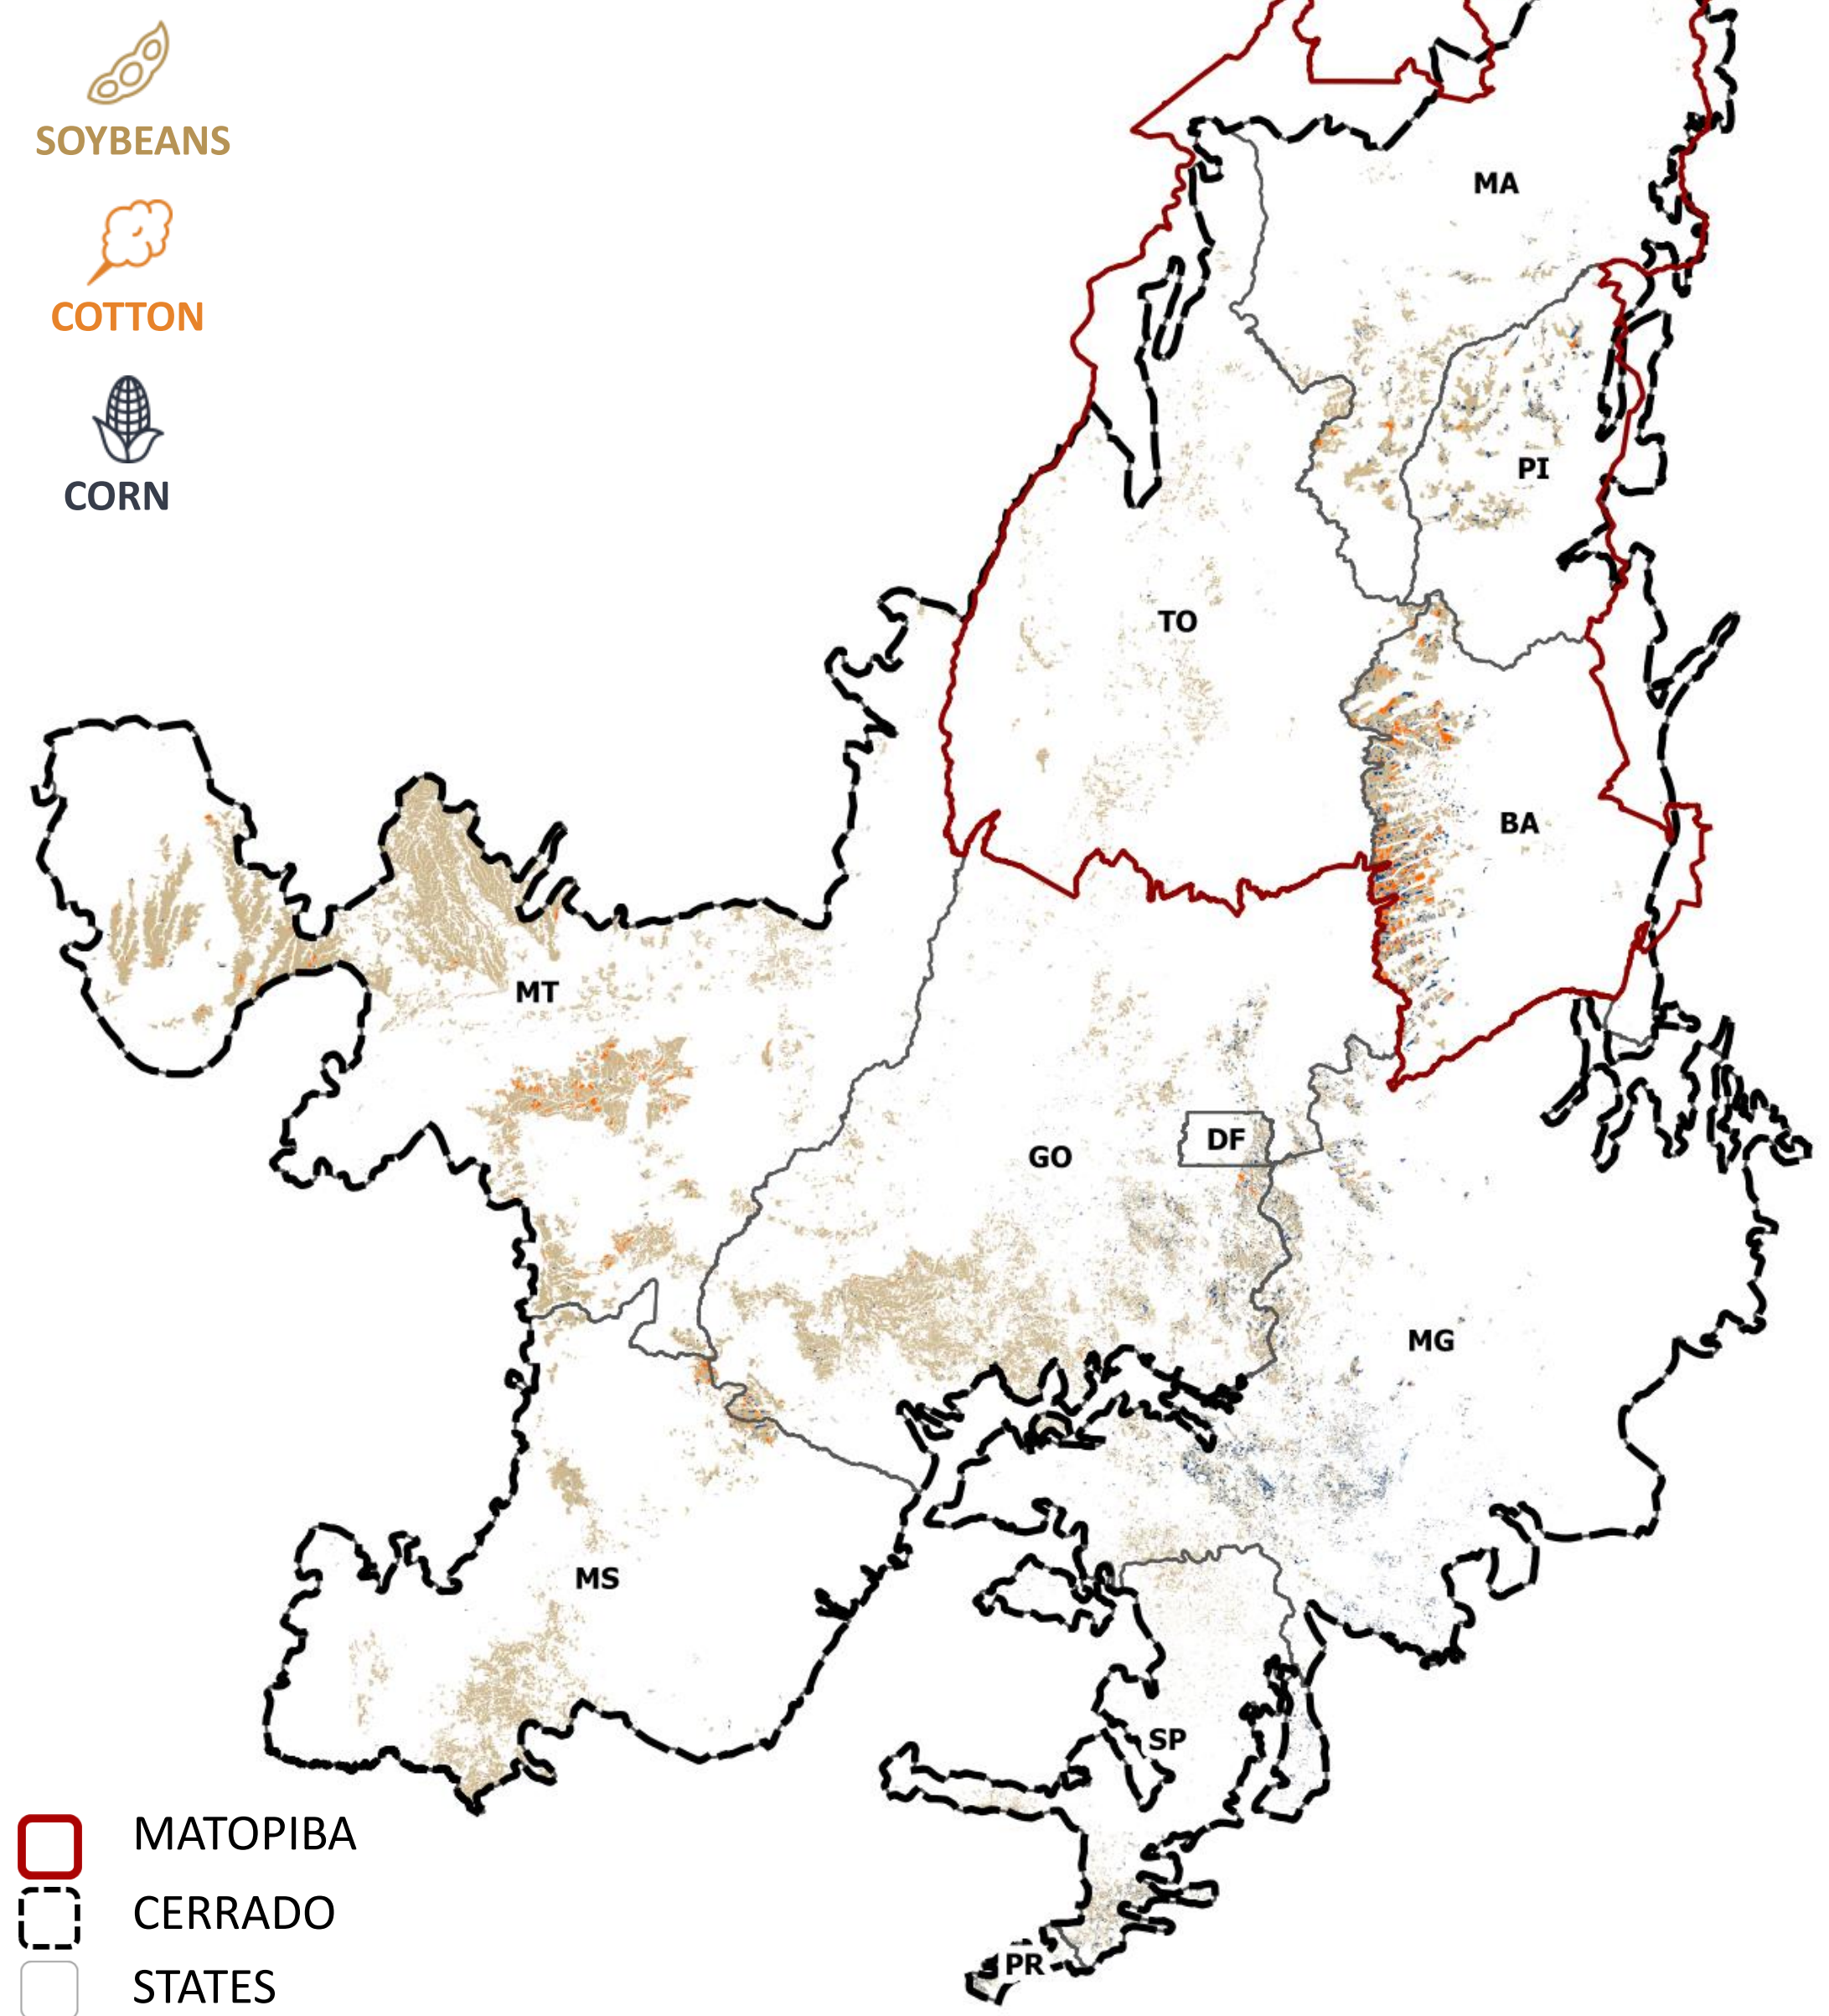 SOYBEANS
COTTON
CORN
MA
PI
TO
BA
MT
DF
GO
MG
MS
SP
PR
MATOPIBA
CERRADO
STATES